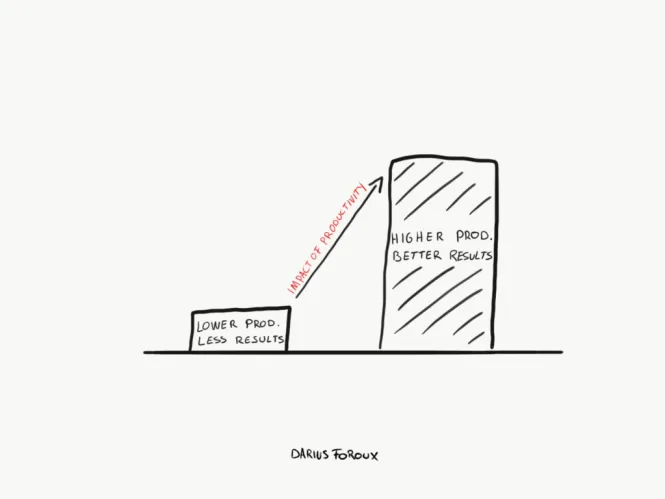 IMPACT OF PRODUCTIVITY
HIGHER PROD.
BETTER RESULTS
LOWER PROD.
LESS RESULTS
DARIUS FOROUX